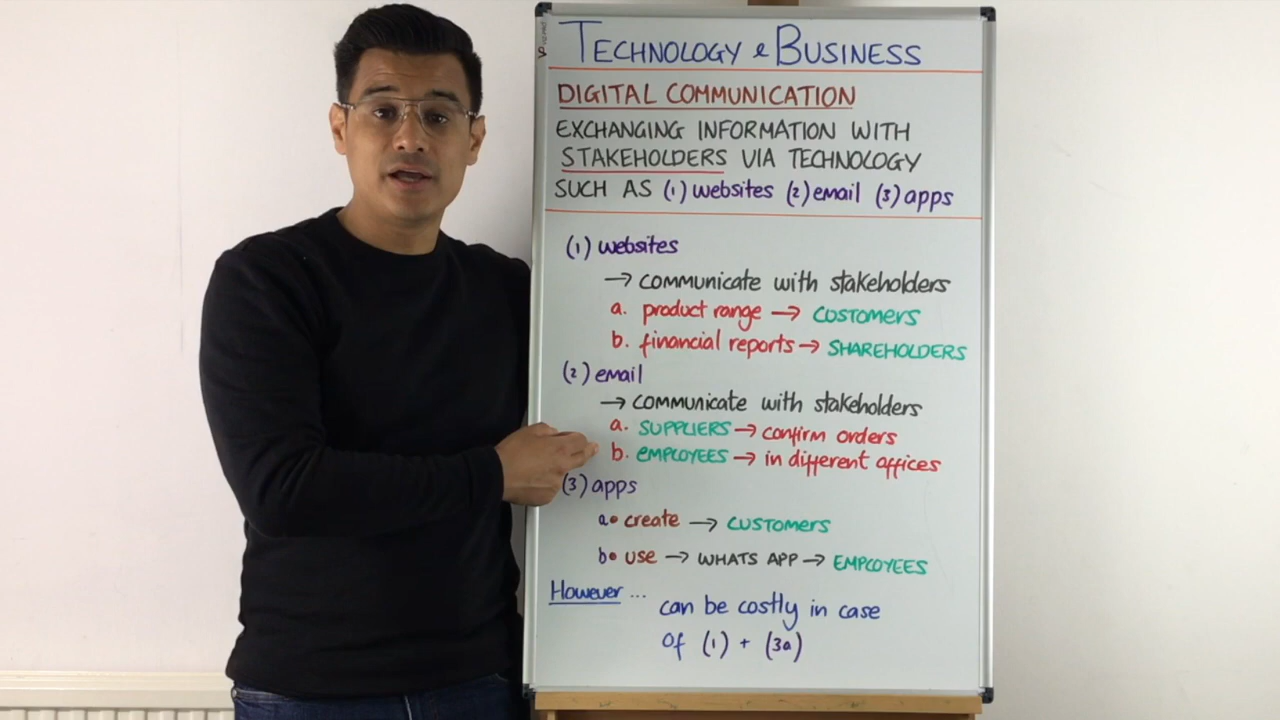 TECHNOLOGY & BUSINESS
DIGITAL COMMUNICATION
EXCHANGING INFORMATION WITH
STAKEHOLDERS VIA TECHNOLOGY
SUCH AS (1) websites (2) email (3) apps
(1) websites
→ COMMUNICATE with stakeholders
a. product range → CUSTOMERS
b. financial reports → SHAREHOLDERS
(2) email
→ COMMUNICATE with stakeholders
a. SUPPLIERS → confirm orders
b. EMPLOYEES → in different offices
(3) apps
a• create → CUSTOMERS
b• use → WHATS APP → EMPLOYEES
However ... can be costly in case
of (1) + (3a)